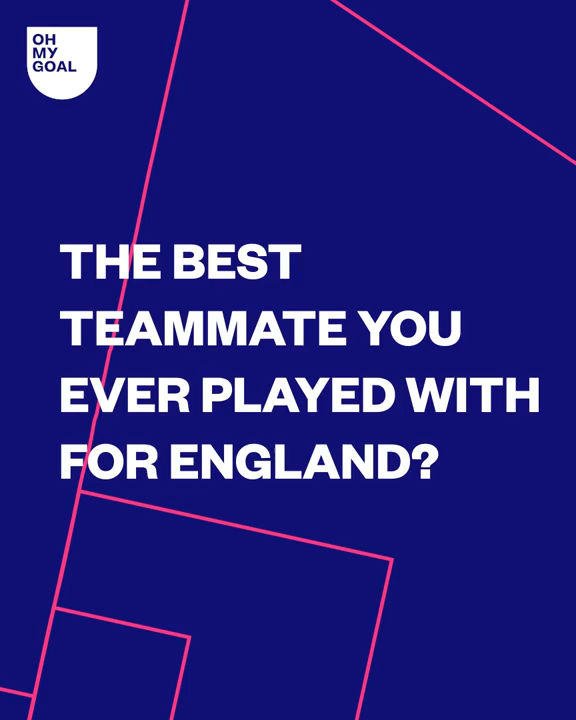 OH
MY
GOAL
THE BEST
TEAMMATE YOU
EVER PLAYED WITH
FOR ENGLAND?